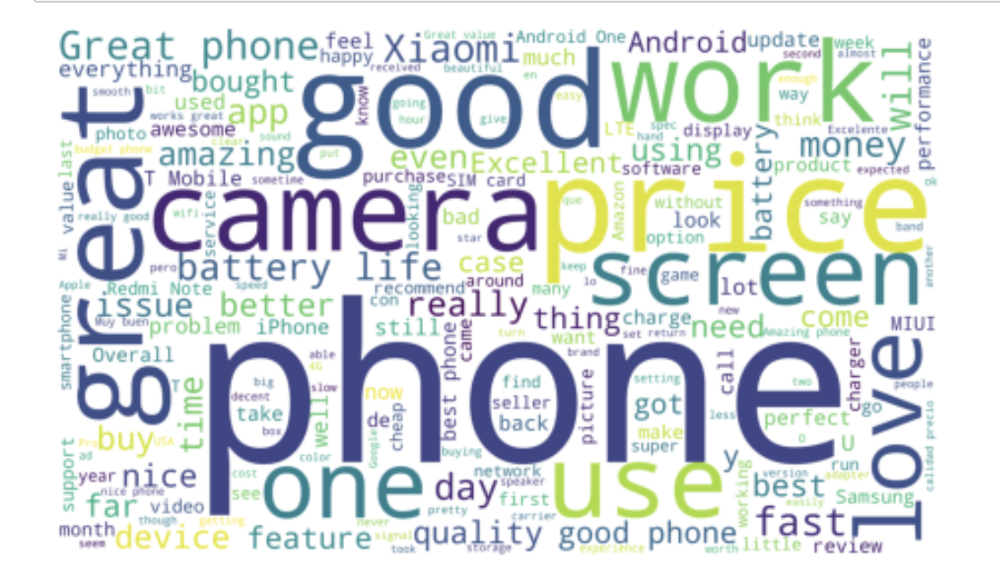 Great phone feel happy Great value Xiaomi Android One Android update week
everything received beautiful much en second almost
smooth bit bought good going hour give easy work enough way will performance
great works great used app know LTE spec hand display think Excelente
photo awesome clear sound put
budget phone amazing even Excellent using money
value last T Mobile sometime purchase SIM card software battery product expected ok
really good wifi service camera looking bad star que Amazon price without look option something say band
Mi pero battery life case keep lo fine game screen another
Apple Redmi Note speed recommend around many lot
smartphone issue better con really thing charge new need come MIUI
Muy buen problem iPhone still turn want set return Amazing phone
Overall T able 4G phone best phone came brand charger love people
time big decent slow box take now find seller back picture setting got call two less perfect go
support Pro USA buy ad color well de cheap Google buying make super O U calidad precio
year nice cost one day network speaker use y version run adapter
nice phone see first working best easily Samsung
far video though pretty carrier fast
month seem device getting feature never signal took quality storage good phone experience worth little review